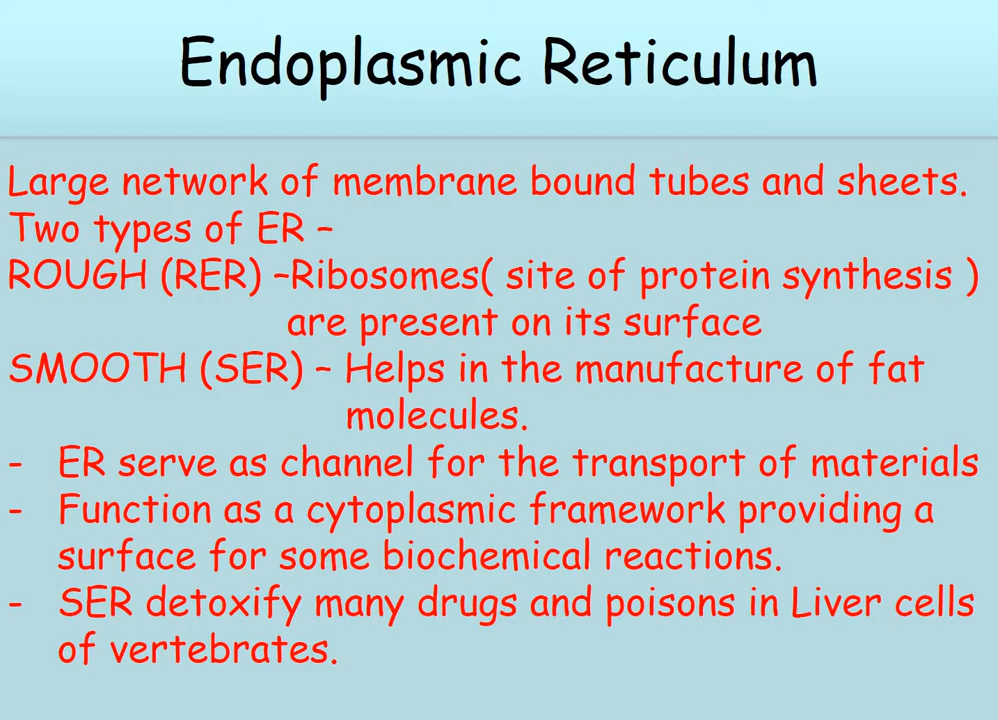 Endoplasmic Reticulum
Large network of membrane bound tubes and sheets.
Two types of ER –
ROUGH (RER) –Ribosomes( site of protein synthesis )
are present on its surface
SMOOTH (SER) – Helps in the manufacture of fat
molecules.
- ER serve as channel for the transport of materials
- Function as a cytoplasmic framework providing a
surface for some biochemical reactions.
- SER detoxify many drugs and poisons in Liver cells
of vertebrates.